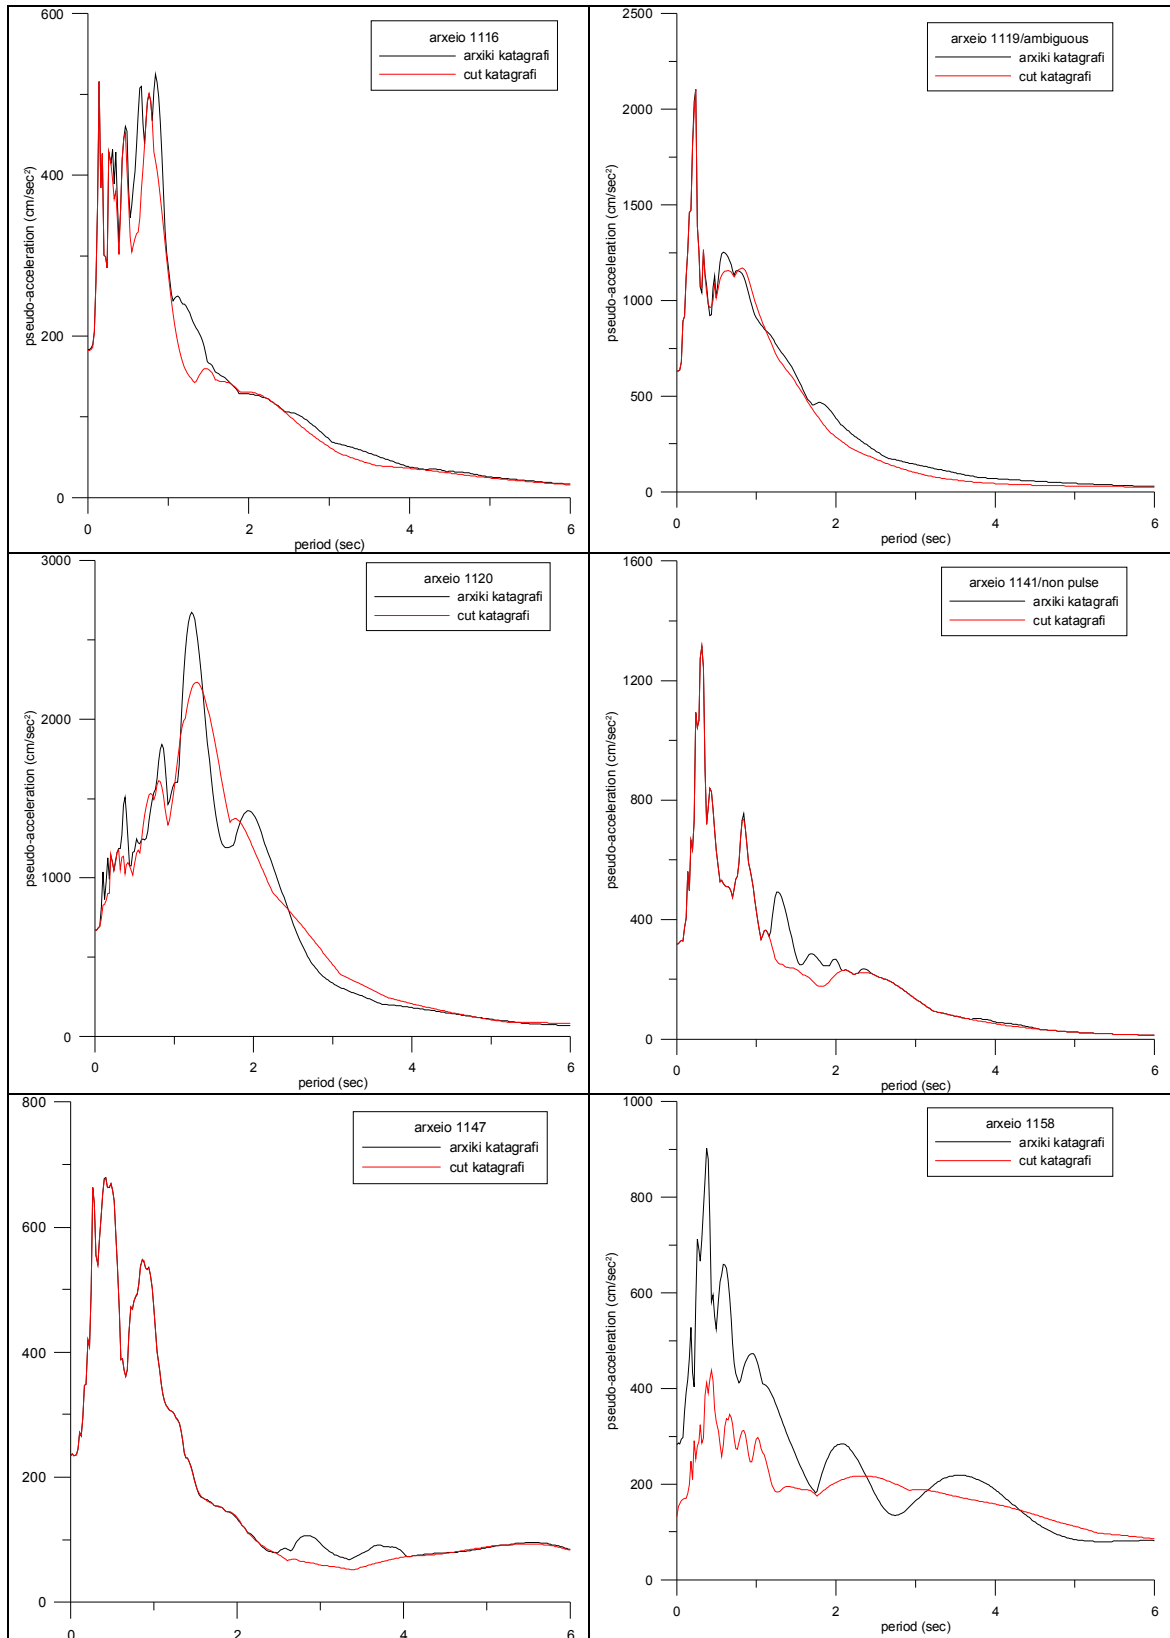 arxeio 1116
arxiki katagrafi
cut katagrafi
pseudo-acceleration (cm/sec²)
600
400
200
0
0
2
4
6
period (sec)
arxeio 1119/ambiguous
arxiki katagrafi
cut katagrafi
pseudo-acceleration (cm/sec²)
2500
2000
1500
1000
500
0
0
2
4
6
period (sec)
arxeio 1120
arxiki katagrafi
cut katagrafi
pseudo-acceleration (cm/sec²)
3000
2000
1000
0
0
2
4
6
period (sec)
arxeio 1141/non pulse
arxiki katagrafi
cut katagrafi
pseudo-acceleration (cm/sec²)
1600
1200
800
400
0
0
2
4
6
period (sec)
arxeio 1147
arxiki katagrafi
cut katagrafi
pseudo-acceleration (cm/sec²)
800
600
400
200
0
0
2
4
6
period (sec)
arxeio 1158
arxiki katagrafi
cut katagrafi
pseudo-acceleration (cm/sec²)
1000
800
600
400
200
0
0
2
4
6
period (sec)